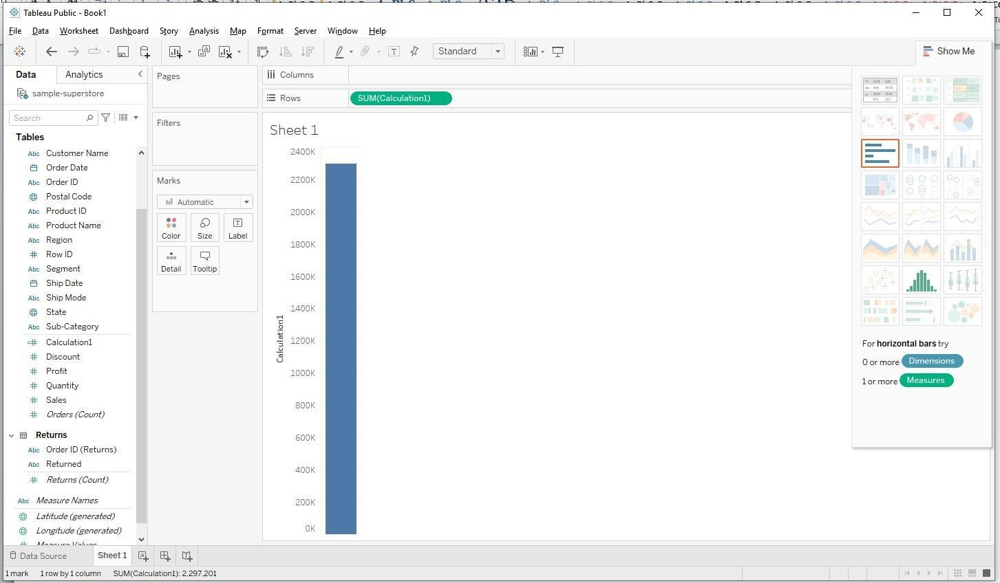 Tableau Public - Book1
File Data Worksheet Dashboard Story Analysis Map Format Server Window Help
Standard
Show Me
Data Analytics
sample-superstore
Search
Tables
Customer Name
Order Date
Order ID
Postal Code
Product ID
Product Name
Region
Row ID
Segment
Ship Date
Ship Mode
State
Sub-Category
Calculation1
Discount
Profit
Quantity
Sales
Orders (Count)
Returns
Order ID (Returns)
Returned
Returns (Count)
Measure Names
Latitude (generated)
Longitude (generated)
Measure Values
Pages
Filters
Marks
Automatic
Color Size Label
Detail Tooltip
Columns
Rows SUM(Calculation1)
Sheet 1
2400K
2200K
2000K
1800K
1600K
1400K
1200K
1000K
800K
600K
400K
200K
0K
Calculation1
For horizontal bars try
0 or more Dimensions
1 or more Measures
Data Source Sheet 1
1 mark 1 row by 1 column SUM(Calculation1): 2,297,201